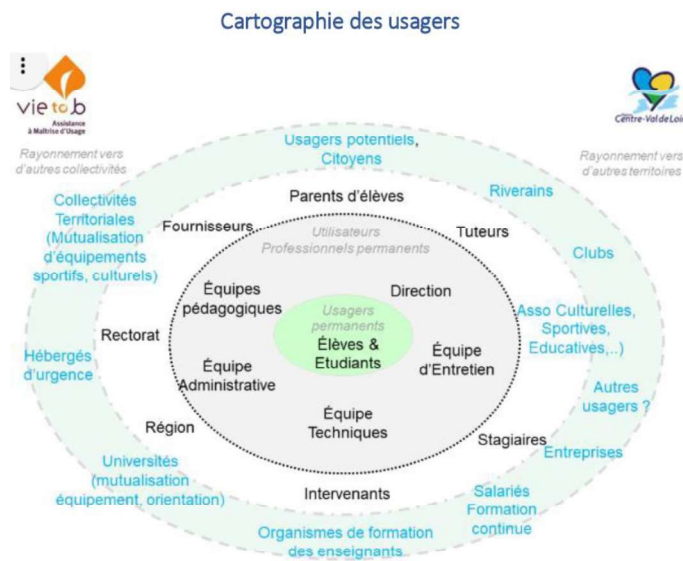 Cartographie des usagers
vie to b
Assistance
à Maîtrise d'Usage
Centre-Val de Loir
Rayonnement vers
d'autres collectivités
Rayonnement vers
d'autres territoires
Usagers potentiels,
Citoyens
Riverains
Clubs
Asso Culturelles,
Sportives,
Educatives,..)
Autres
usagers ?
Entreprises
Salariés
Formation
continue
Organismes de formation
des enseignants
Universités
(mutualisation
équipement, orientation)
Hébergés
d'urgence
Collectivités
Territoriales
(Mutualisation
d'équipements
sportifs, culturels)
Parents d'élèves
Tuteurs
Stagiaires
Intervenants
Région
Rectorat
Fournisseurs
Utilisateurs
Professionnels permanents
Équipes
pédagogiques
Direction
Équipe
d'Entretien
Équipe
Techniques
Équipe
Administrative
Usagers
permanents
Élèves &
Etudiants